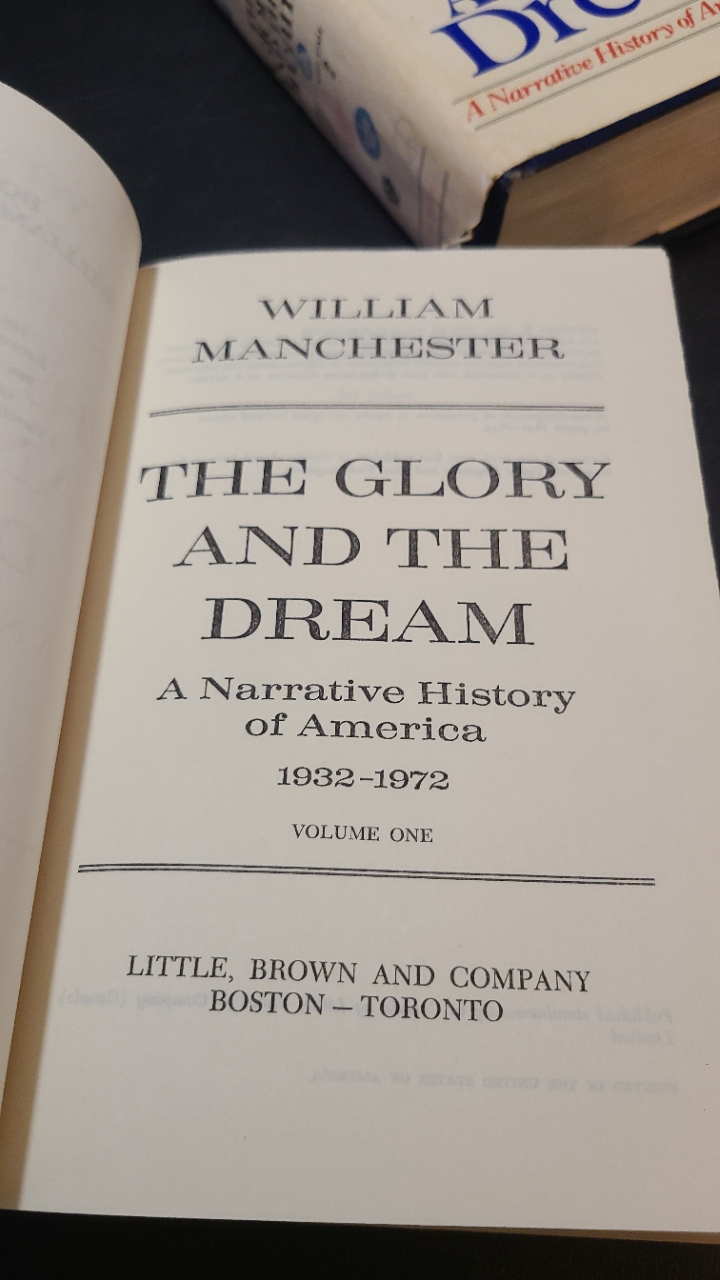 Dre
A Narrative History of A
WILLIAM
MANCHESTER
THE GLORY
AND THE
DREAM
A Narrative History
of America
1932–1972
VOLUME ONE
LITTLE, BROWN AND COMPANY
BOSTON – TORONTO